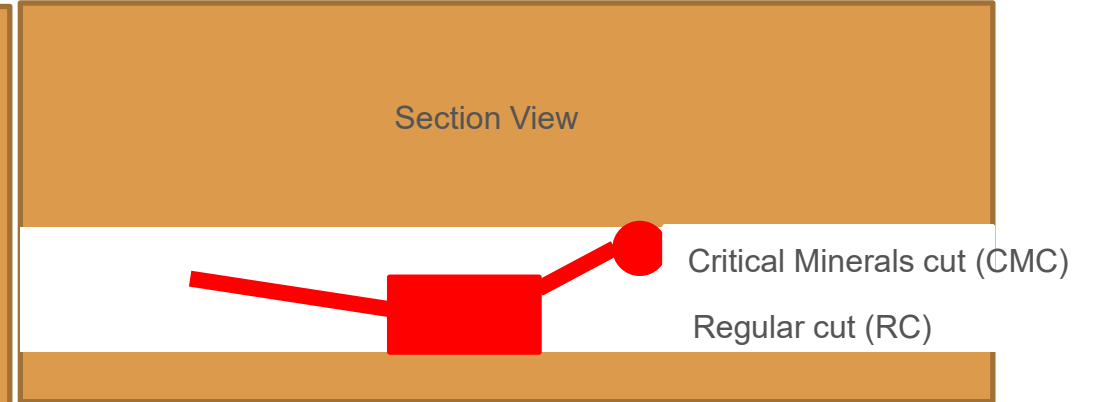 Section View
Critical Minerals cut (CMC)
Regular cut (RC)